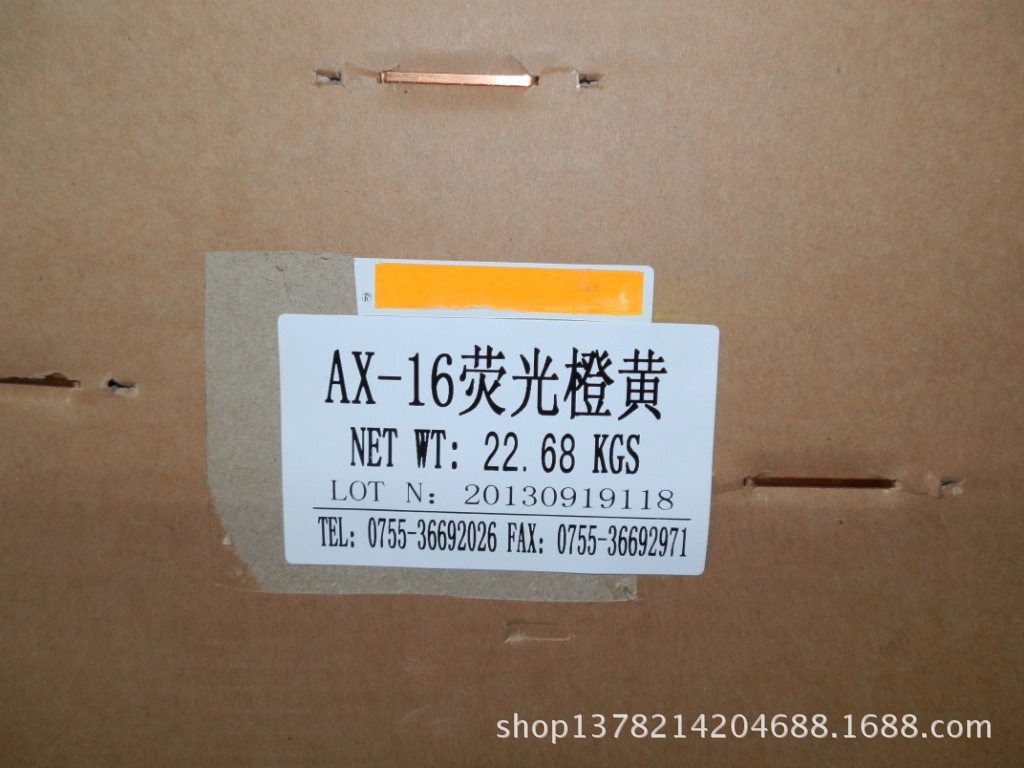 ®
AX-16荧光橙黄
NET WT: 22.68 KGS
LOT N: 20130919118
TEL: 0755-36692026 FAX: 0755-36692971
shop1378214204688.1688.com